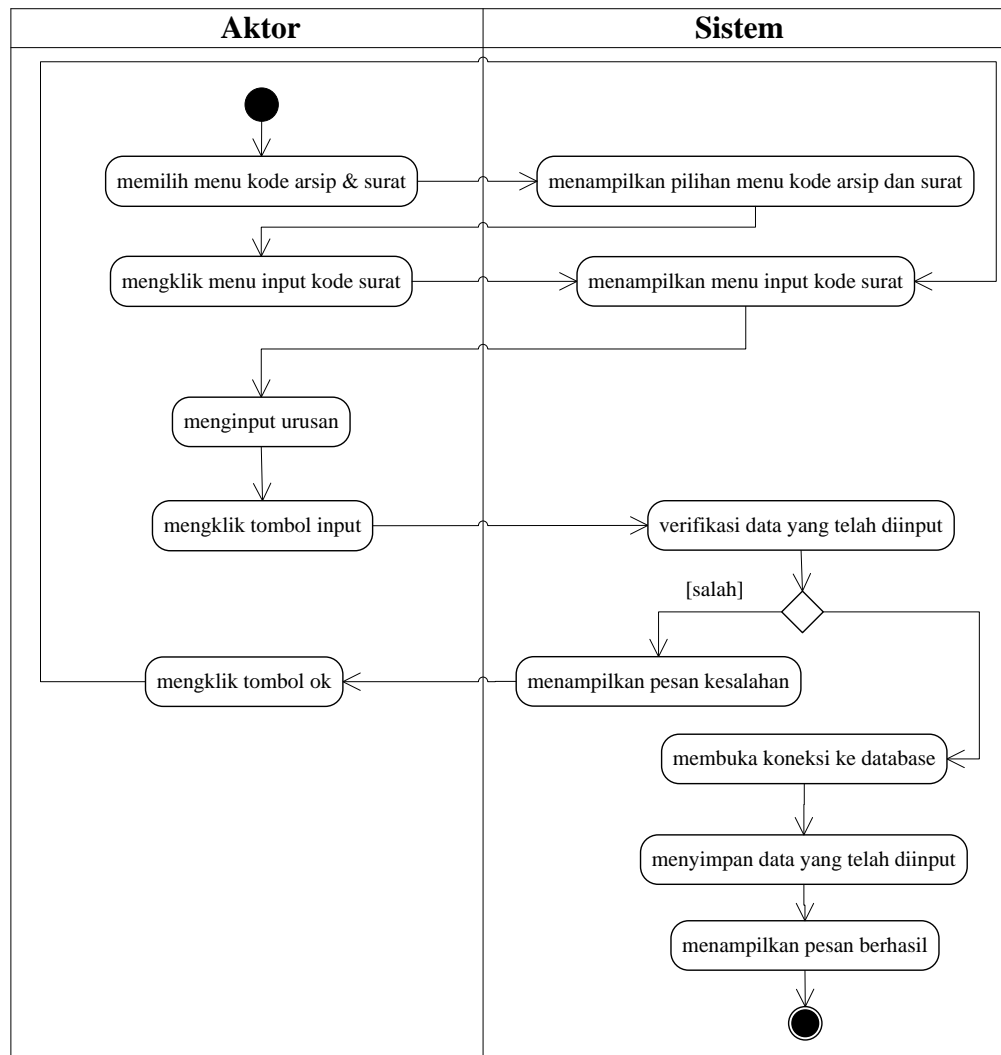 Aktor
Sistem
memilih menu kode arsip & surat
menampilkan pilihan menu kode arsip dan surat
mengklik menu input kode surat
menampilkan menu input kode surat
menginput urusan
mengklik tombol input
verifikasi data yang telah diinput
[salah]
mengklik tombol ok
menampilkan pesan kesalahan
membuka koneksi ke database
menyimpan data yang telah diinput
menampilkan pesan berhasil